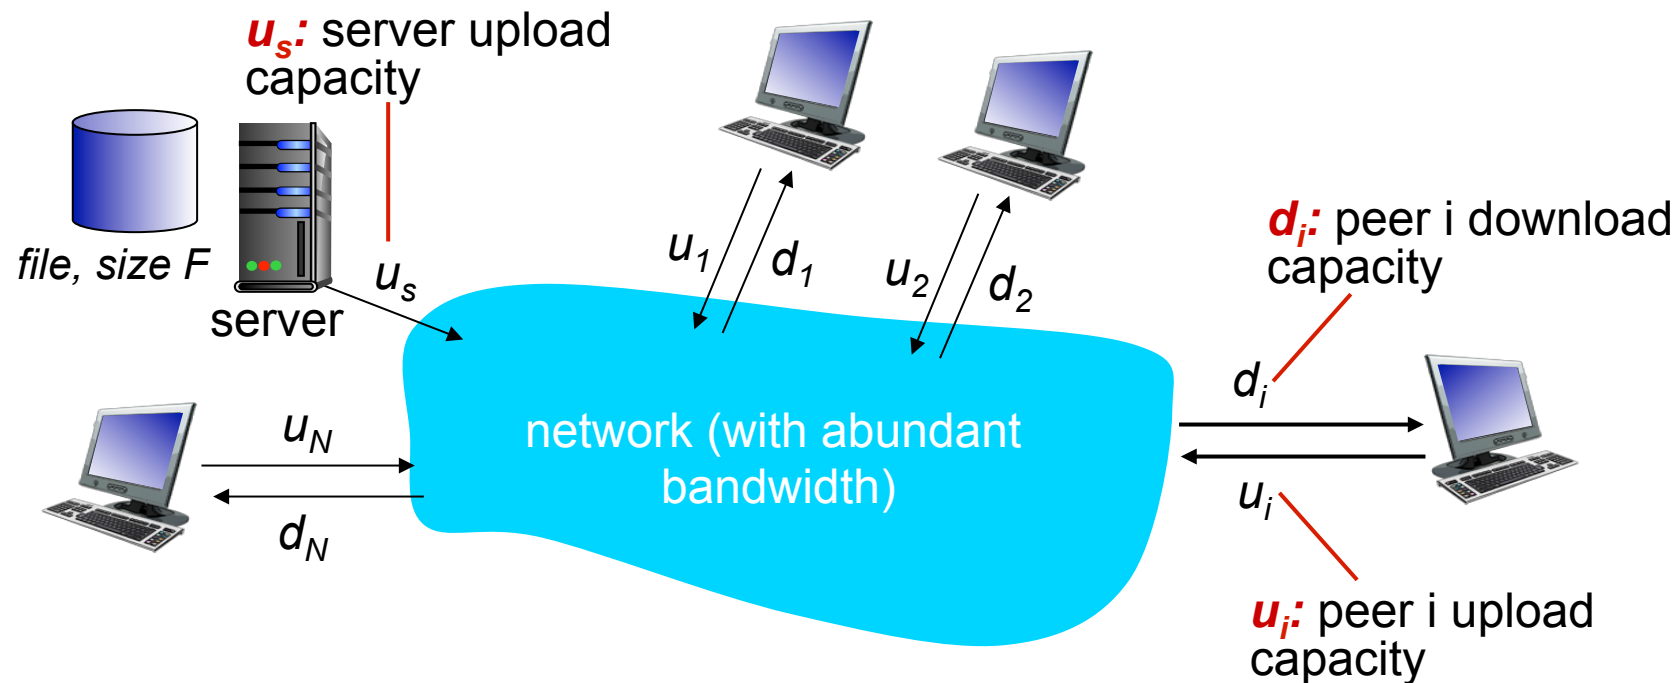 u_s: server upload
capacity
file, size F
server
u_s
u_1
d_1
u_2
d_2
d_i: peer i download
capacity
u_N
d_N
network (with abundant
bandwidth)
d_i
u_i
u_i: peer i upload
capacity